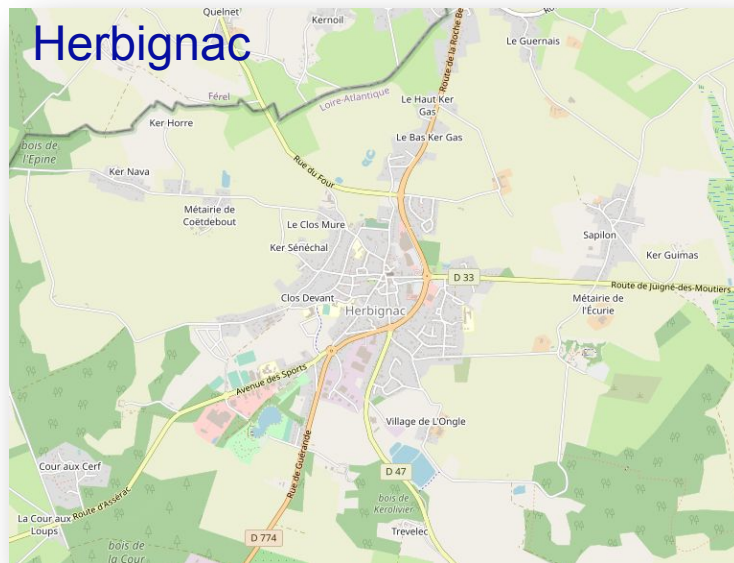 Quelnet
Kernoil
Herbignac
Le Guernais
Route de la Roche Be
Férel
Loire-Atlantique
Le Haut Ker
Gas
Ker Horre
Le Bas Ker Gas
bois de
l'Epine
Ker Nava
Rue du Four
Métairie de
Coëtdebout
Le Clos Mure
Sapilon
Ker Sénéchal
Ker Guimas
D 33
Route de Juigné-des-Moutiers
Clos Devant
Métairie de
l'Écurie
Herbignac
Avenue des Sports
Village de L'Ongle
Rue de Guérande
Cour aux Cerf
D 47
bois de
Kerolivier
Route d'Assérac
La Cour aux
Loups
Trevelec
D 774
bois de
la Cour